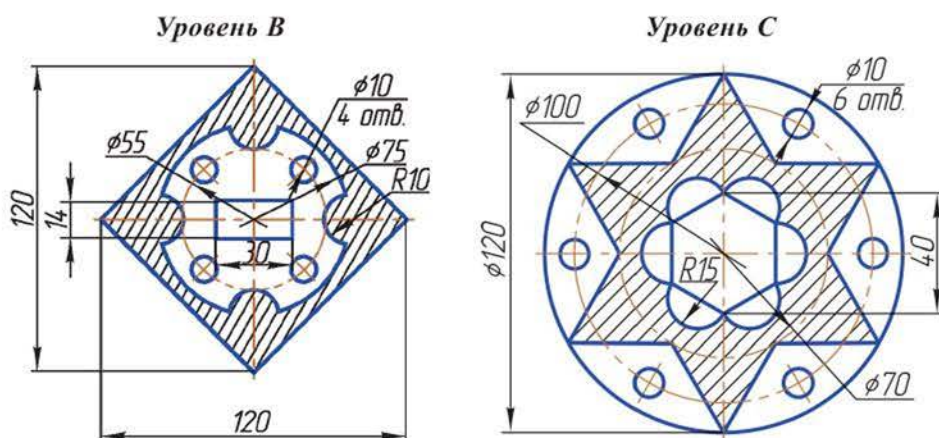 Уровень В
Уровень С
120
14
ϕ55
ϕ10
4 отв.
ϕ75
R10
30
120
ϕ120
ϕ100
ϕ10
6 отв.
R15
40
ϕ70